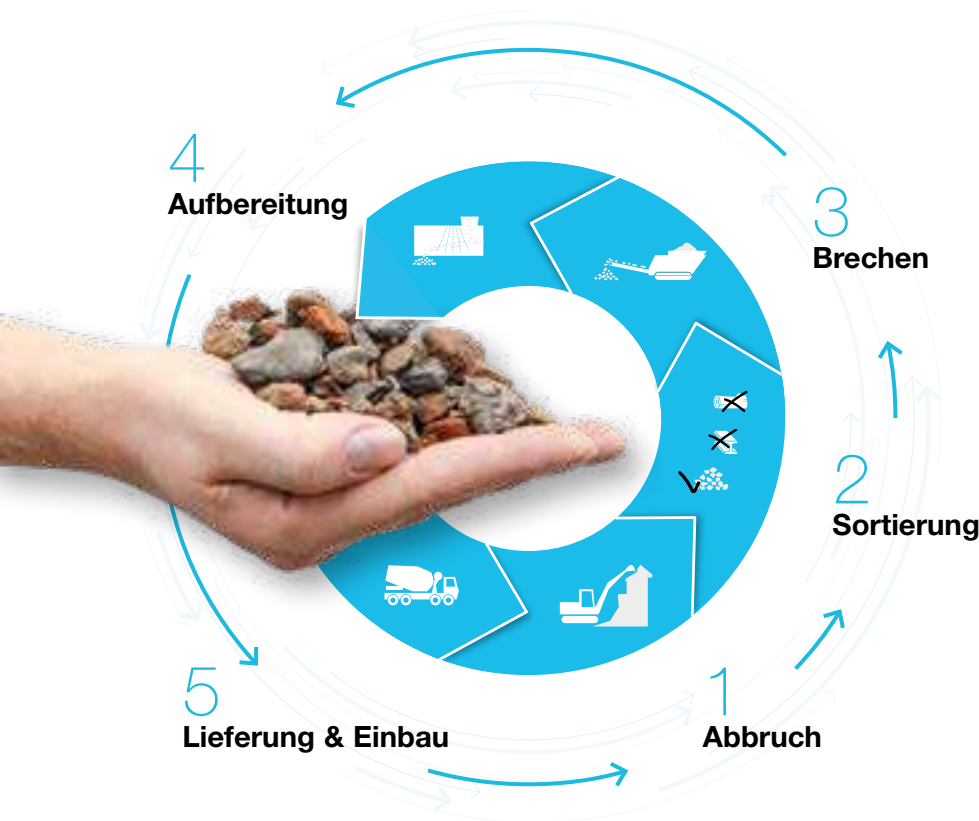 4
Aufbereitung
3
Brechen
2
Sortierung
5
Lieferung & Einbau
1
Abbruch